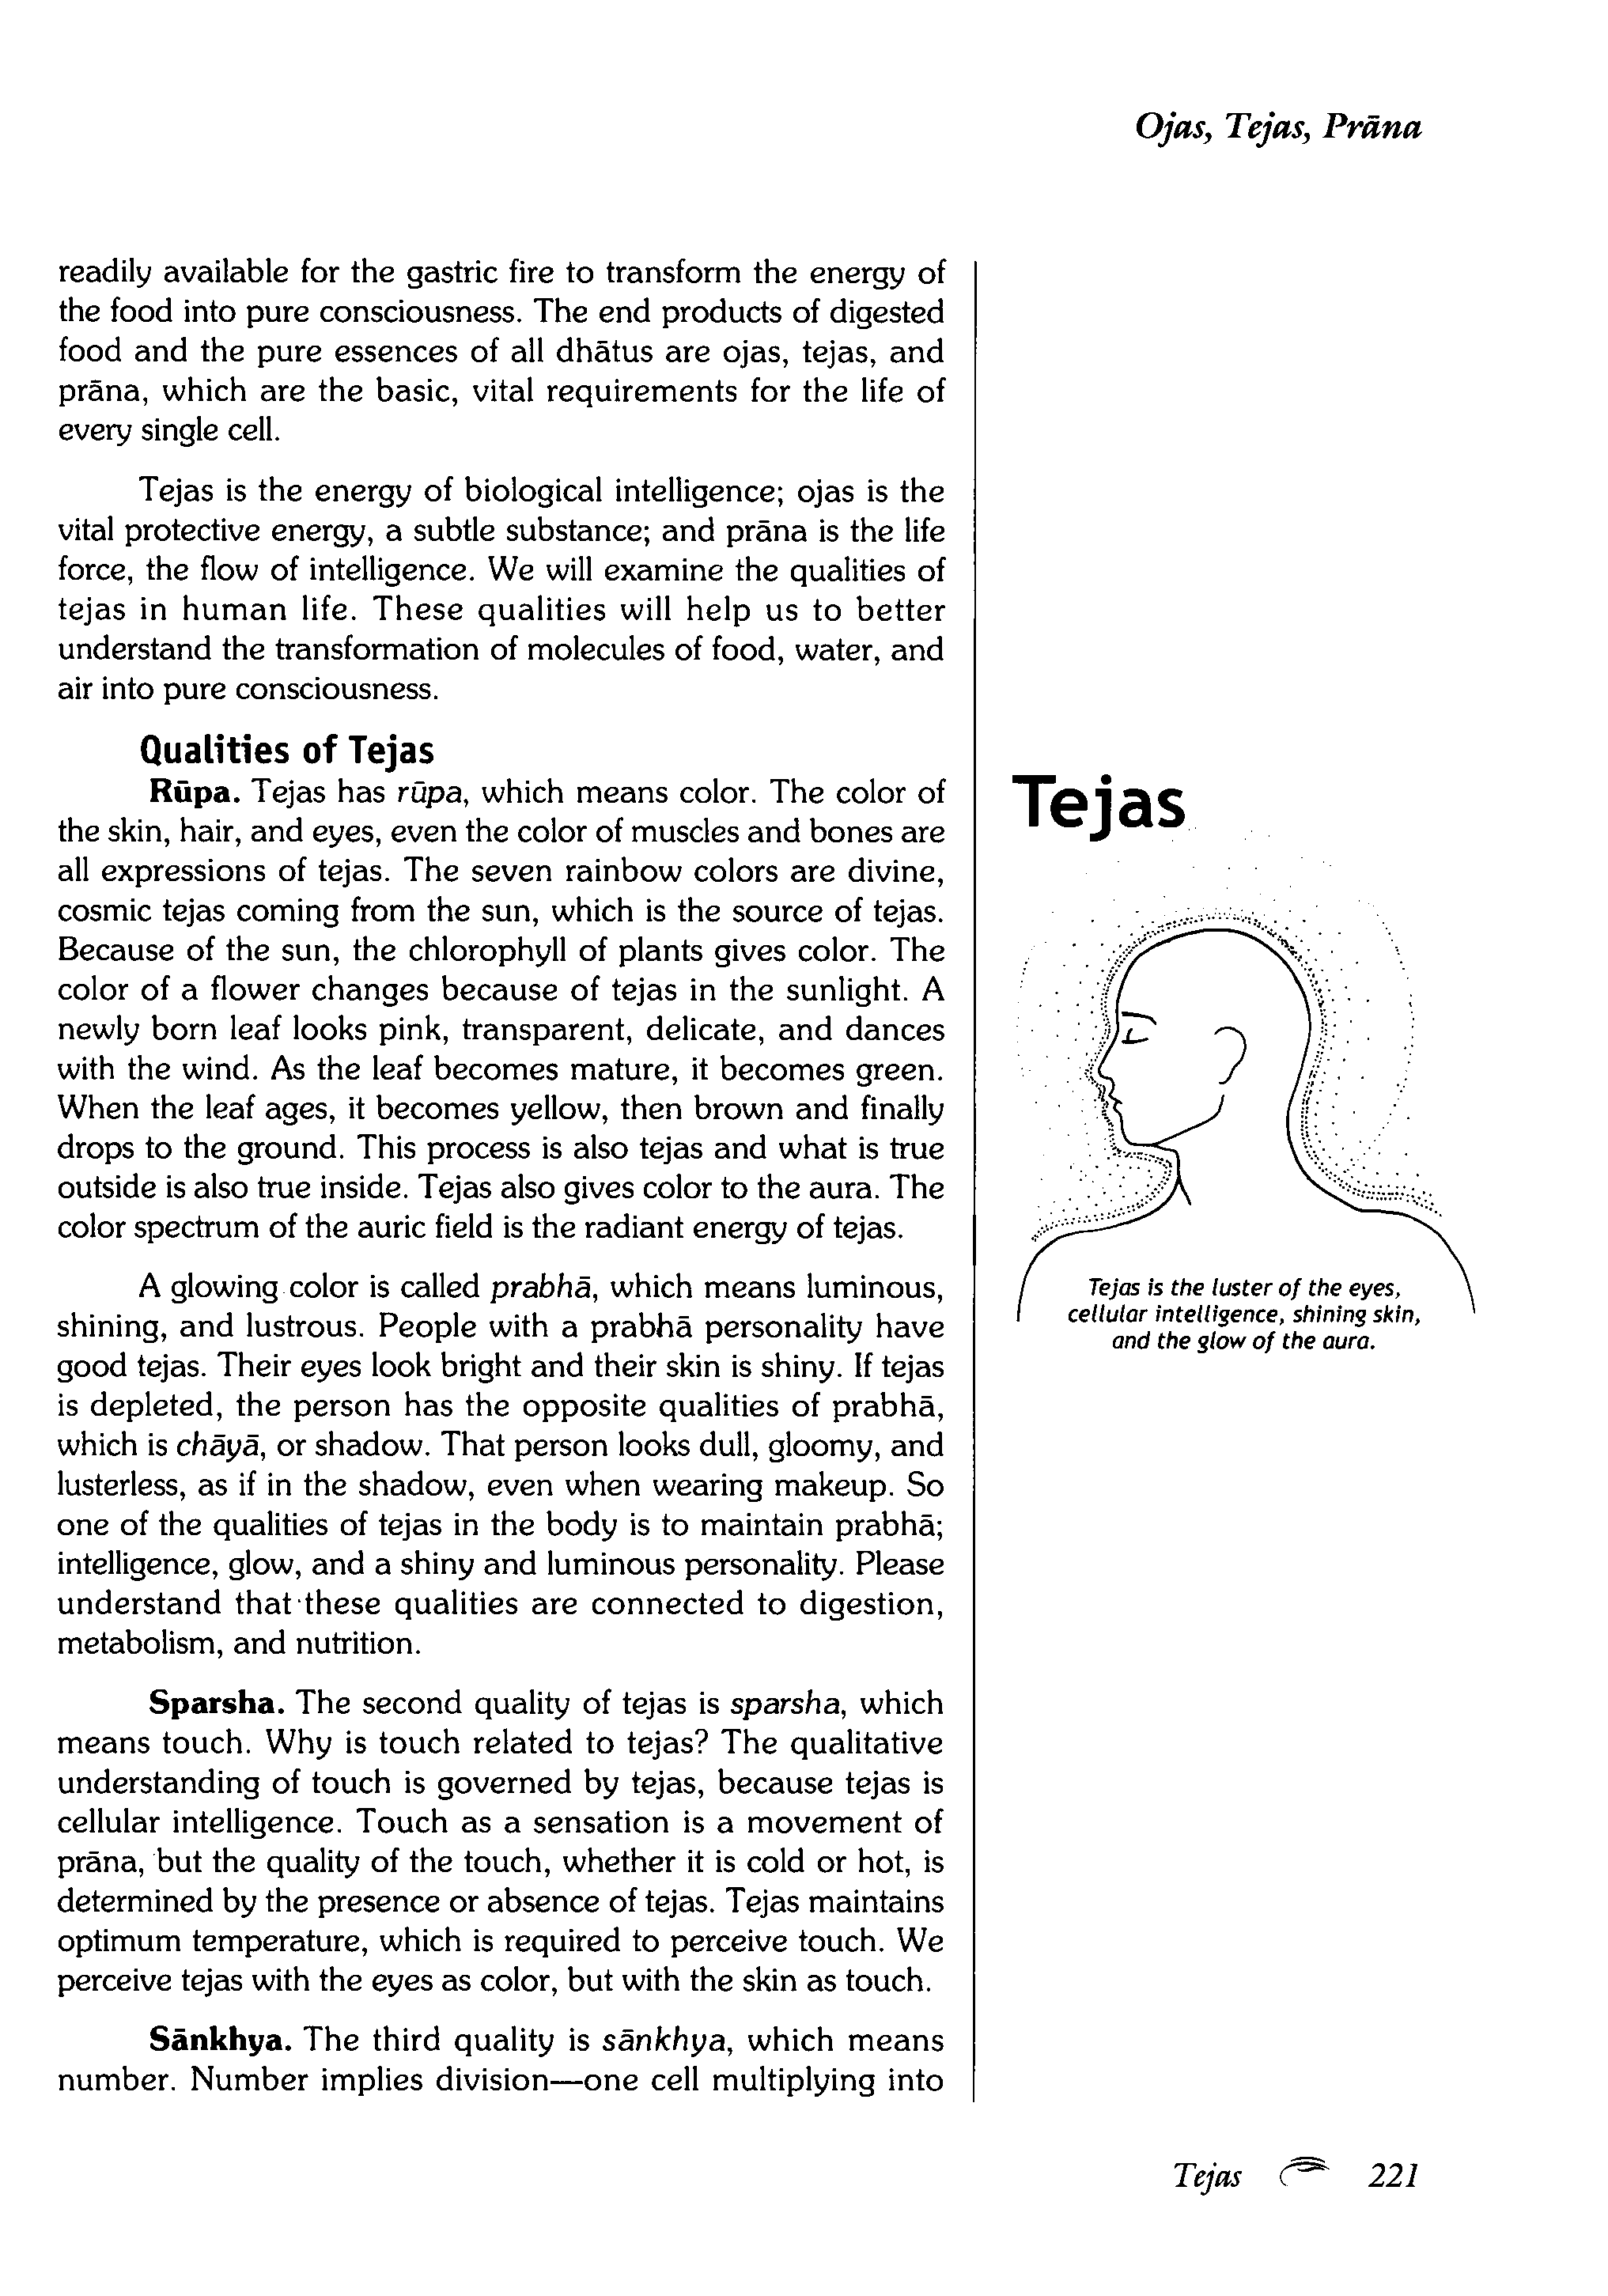 Ojas, Tejas, Prāna
readily available for the gastric fire to transform the energy of
the food into pure consciousness. The end products of digested
food and the pure essences of all dhātus are ojas, tejas, and
prāna, which are the basic, vital requirements for the life of
every single cell.
Tejas is the energy of biological intelligence; ojas is the
vital protective energy, a subtle substance; and prāna is the life
force, the flow of intelligence. We will examine the qualities of
tejas in human life. These qualities will help us to better
understand the transformation of molecules of food, water, and
air into pure consciousness.
Qualities of Tejas
Rūpa. Tejas has rūpa, which means color. The color of
the skin, hair, and eyes, even the color of muscles and bones are
all expressions of tejas. The seven rainbow colors are divine,
cosmic tejas coming from the sun, which is the source of tejas.
Because of the sun, the chlorophyll of plants gives color. The
color of a flower changes because of tejas in the sunlight. A
newly born leaf looks pink, transparent, delicate, and dances
with the wind. As the leaf becomes mature, it becomes green.
When the leaf ages, it becomes yellow, then brown and finally
drops to the ground. This process is also tejas and what is true
outside is also true inside. Tejas also gives color to the aura. The
color spectrum of the auric field is the radiant energy of tejas.
A glowing color is called prabhā, which means luminous,
shining, and lustrous. People with a prabhā personality have
good tejas. Their eyes look bright and their skin is shiny. If tejas
is depleted, the person has the opposite qualities of prabhā,
which is chāyā, or shadow. That person looks dull, gloomy, and
lusterless, as if in the shadow, even when wearing makeup. So
one of the qualities of tejas in the body is to maintain prabhā;
intelligence, glow, and a shiny and luminous personality. Please
understand that these qualities are connected to digestion,
metabolism, and nutrition.
Sparsha. The second quality of tejas is sparsha, which
means touch. Why is touch related to tejas? The qualitative
understanding of touch is governed by tejas, because tejas is
cellular intelligence. Touch as a sensation is a movement of
prāna, but the quality of the touch, whether it is cold or hot, is
determined by the presence or absence of tejas. Tejas maintains
optimum temperature, which is required to perceive touch. We
perceive tejas with the eyes as color, but with the skin as touch.
Sānkhya. The third quality is sānkhya, which means
number. Number implies division—one cell multiplying into
Tejas
Tejas is the luster of the eyes,
cellular intelligence, shining skin,
and the glow of the aura.
Tejas 221